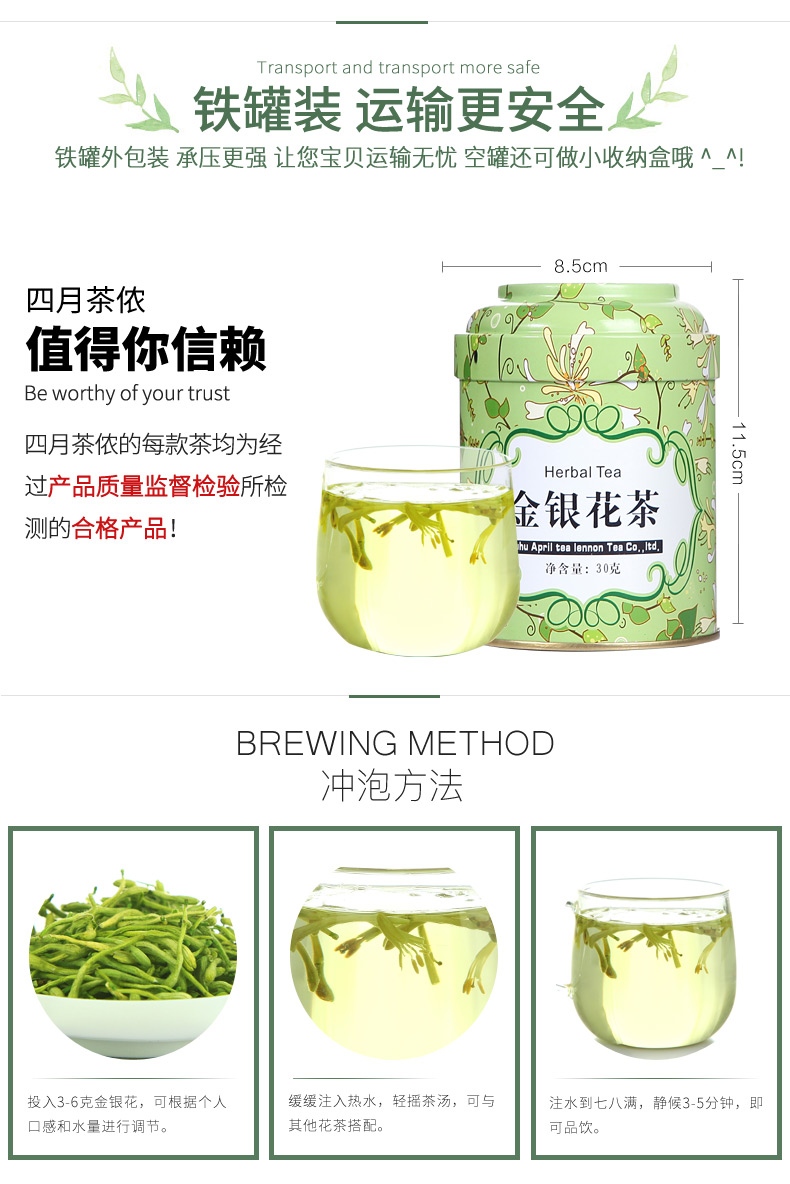 Transport and transport more safe
铁罐装 运输更安全
铁罐外包装 承压更强 让您宝贝运输无忧 空罐还可做小收纳盒哦 ^_^!
8.5cm
四月茶侬
值得你信赖
Be worthy of your trust
四月茶侬的每款茶均为经
过产品质量监督检验所检
测的合格产品!
11.5cm
Herbal Tea
金银花茶
hu April tea lennon Tea Co.,ltd.
净含量：30克
BREWING METHOD
冲泡方法
投入3-6克金银花，可根据个人
口感和水量进行调节。
缓缓注入热水，轻摇茶汤，可与
其他花茶搭配。
注水到七八满，静候3-5分钟，即
可品饮。